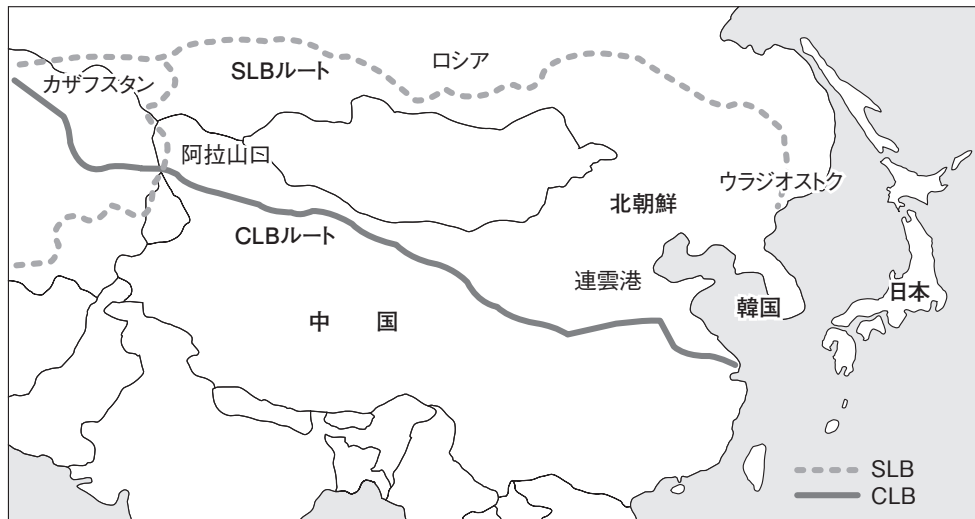 ロシア
SLBルート
カザフスタン
阿拉山口
ウラジオストク
北朝鮮
CLBルート
連雲港
日本
韓国
中　国
SLB
CLB